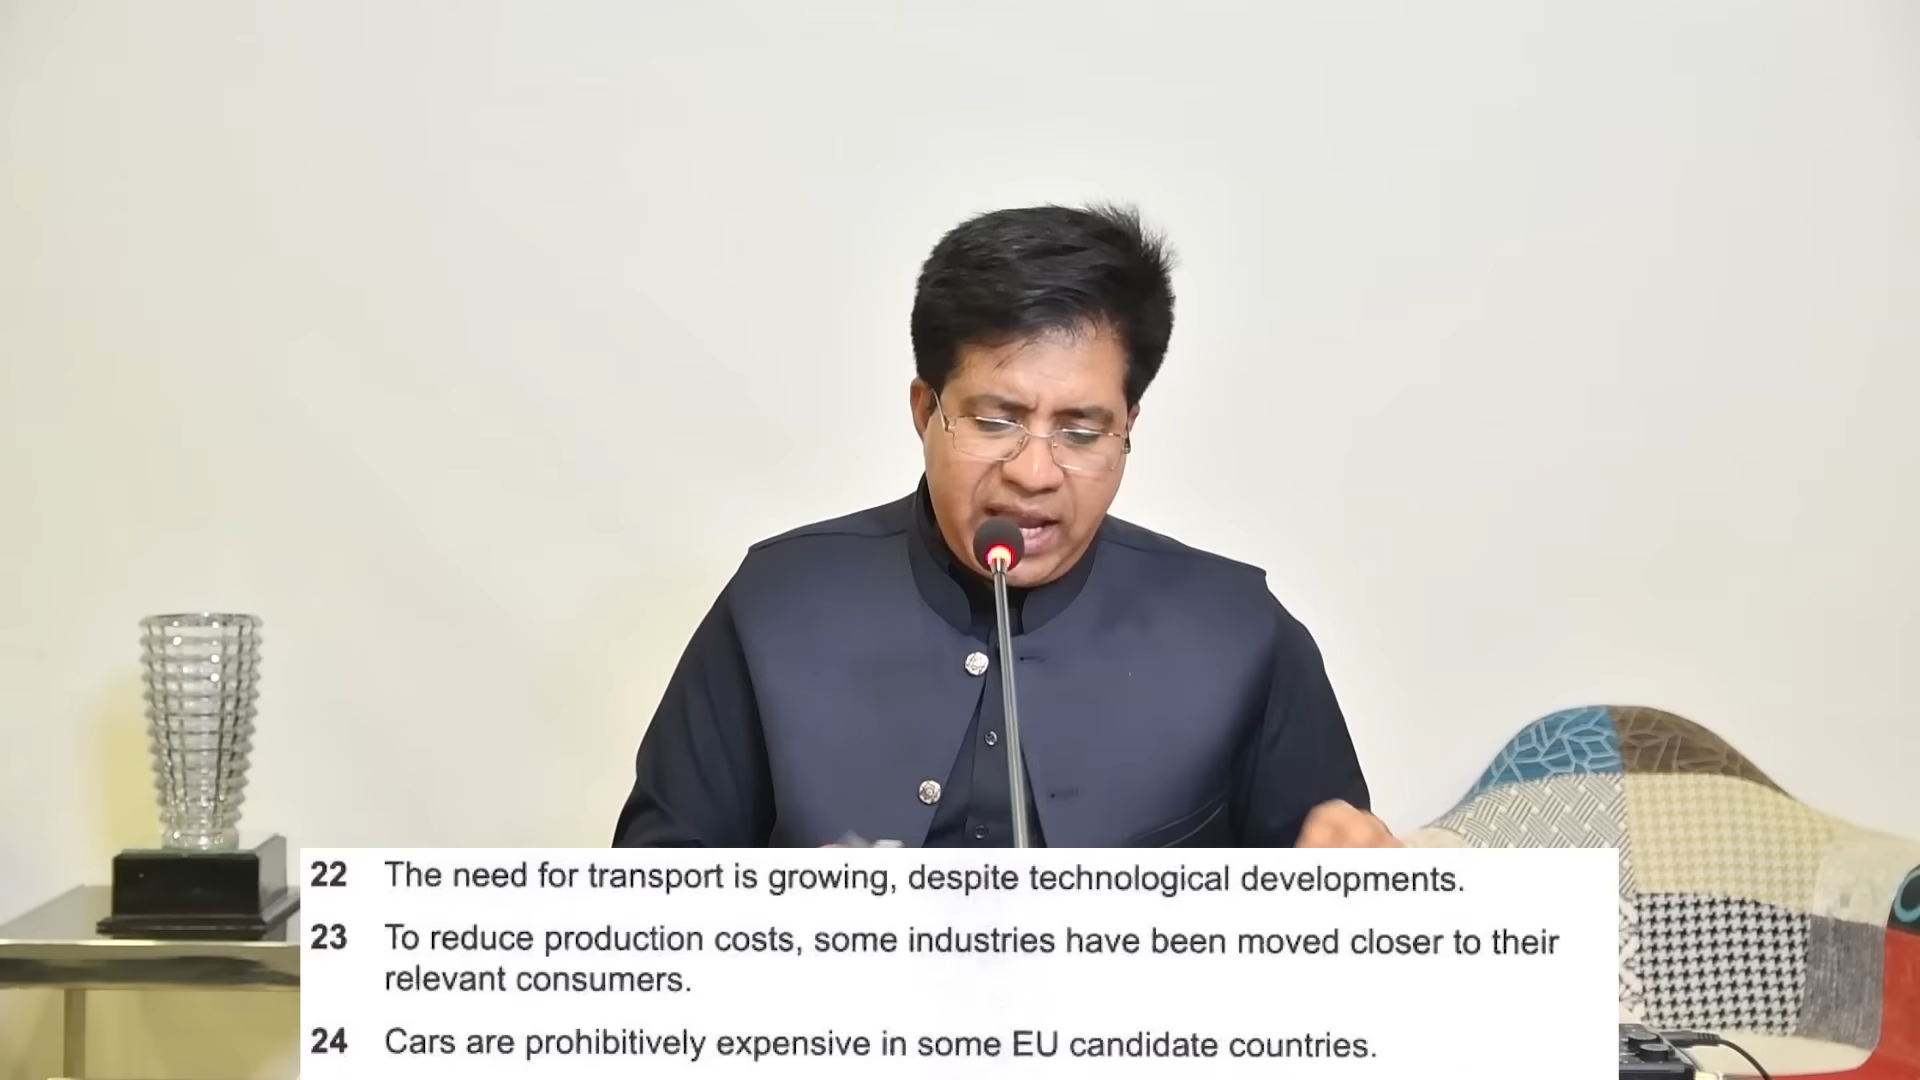 22 The need for transport is growing, despite technological developments.
23 To reduce production costs, some industries have been moved closer to their
relevant consumers.
24 Cars are prohibitively expensive in some EU candidate countries.